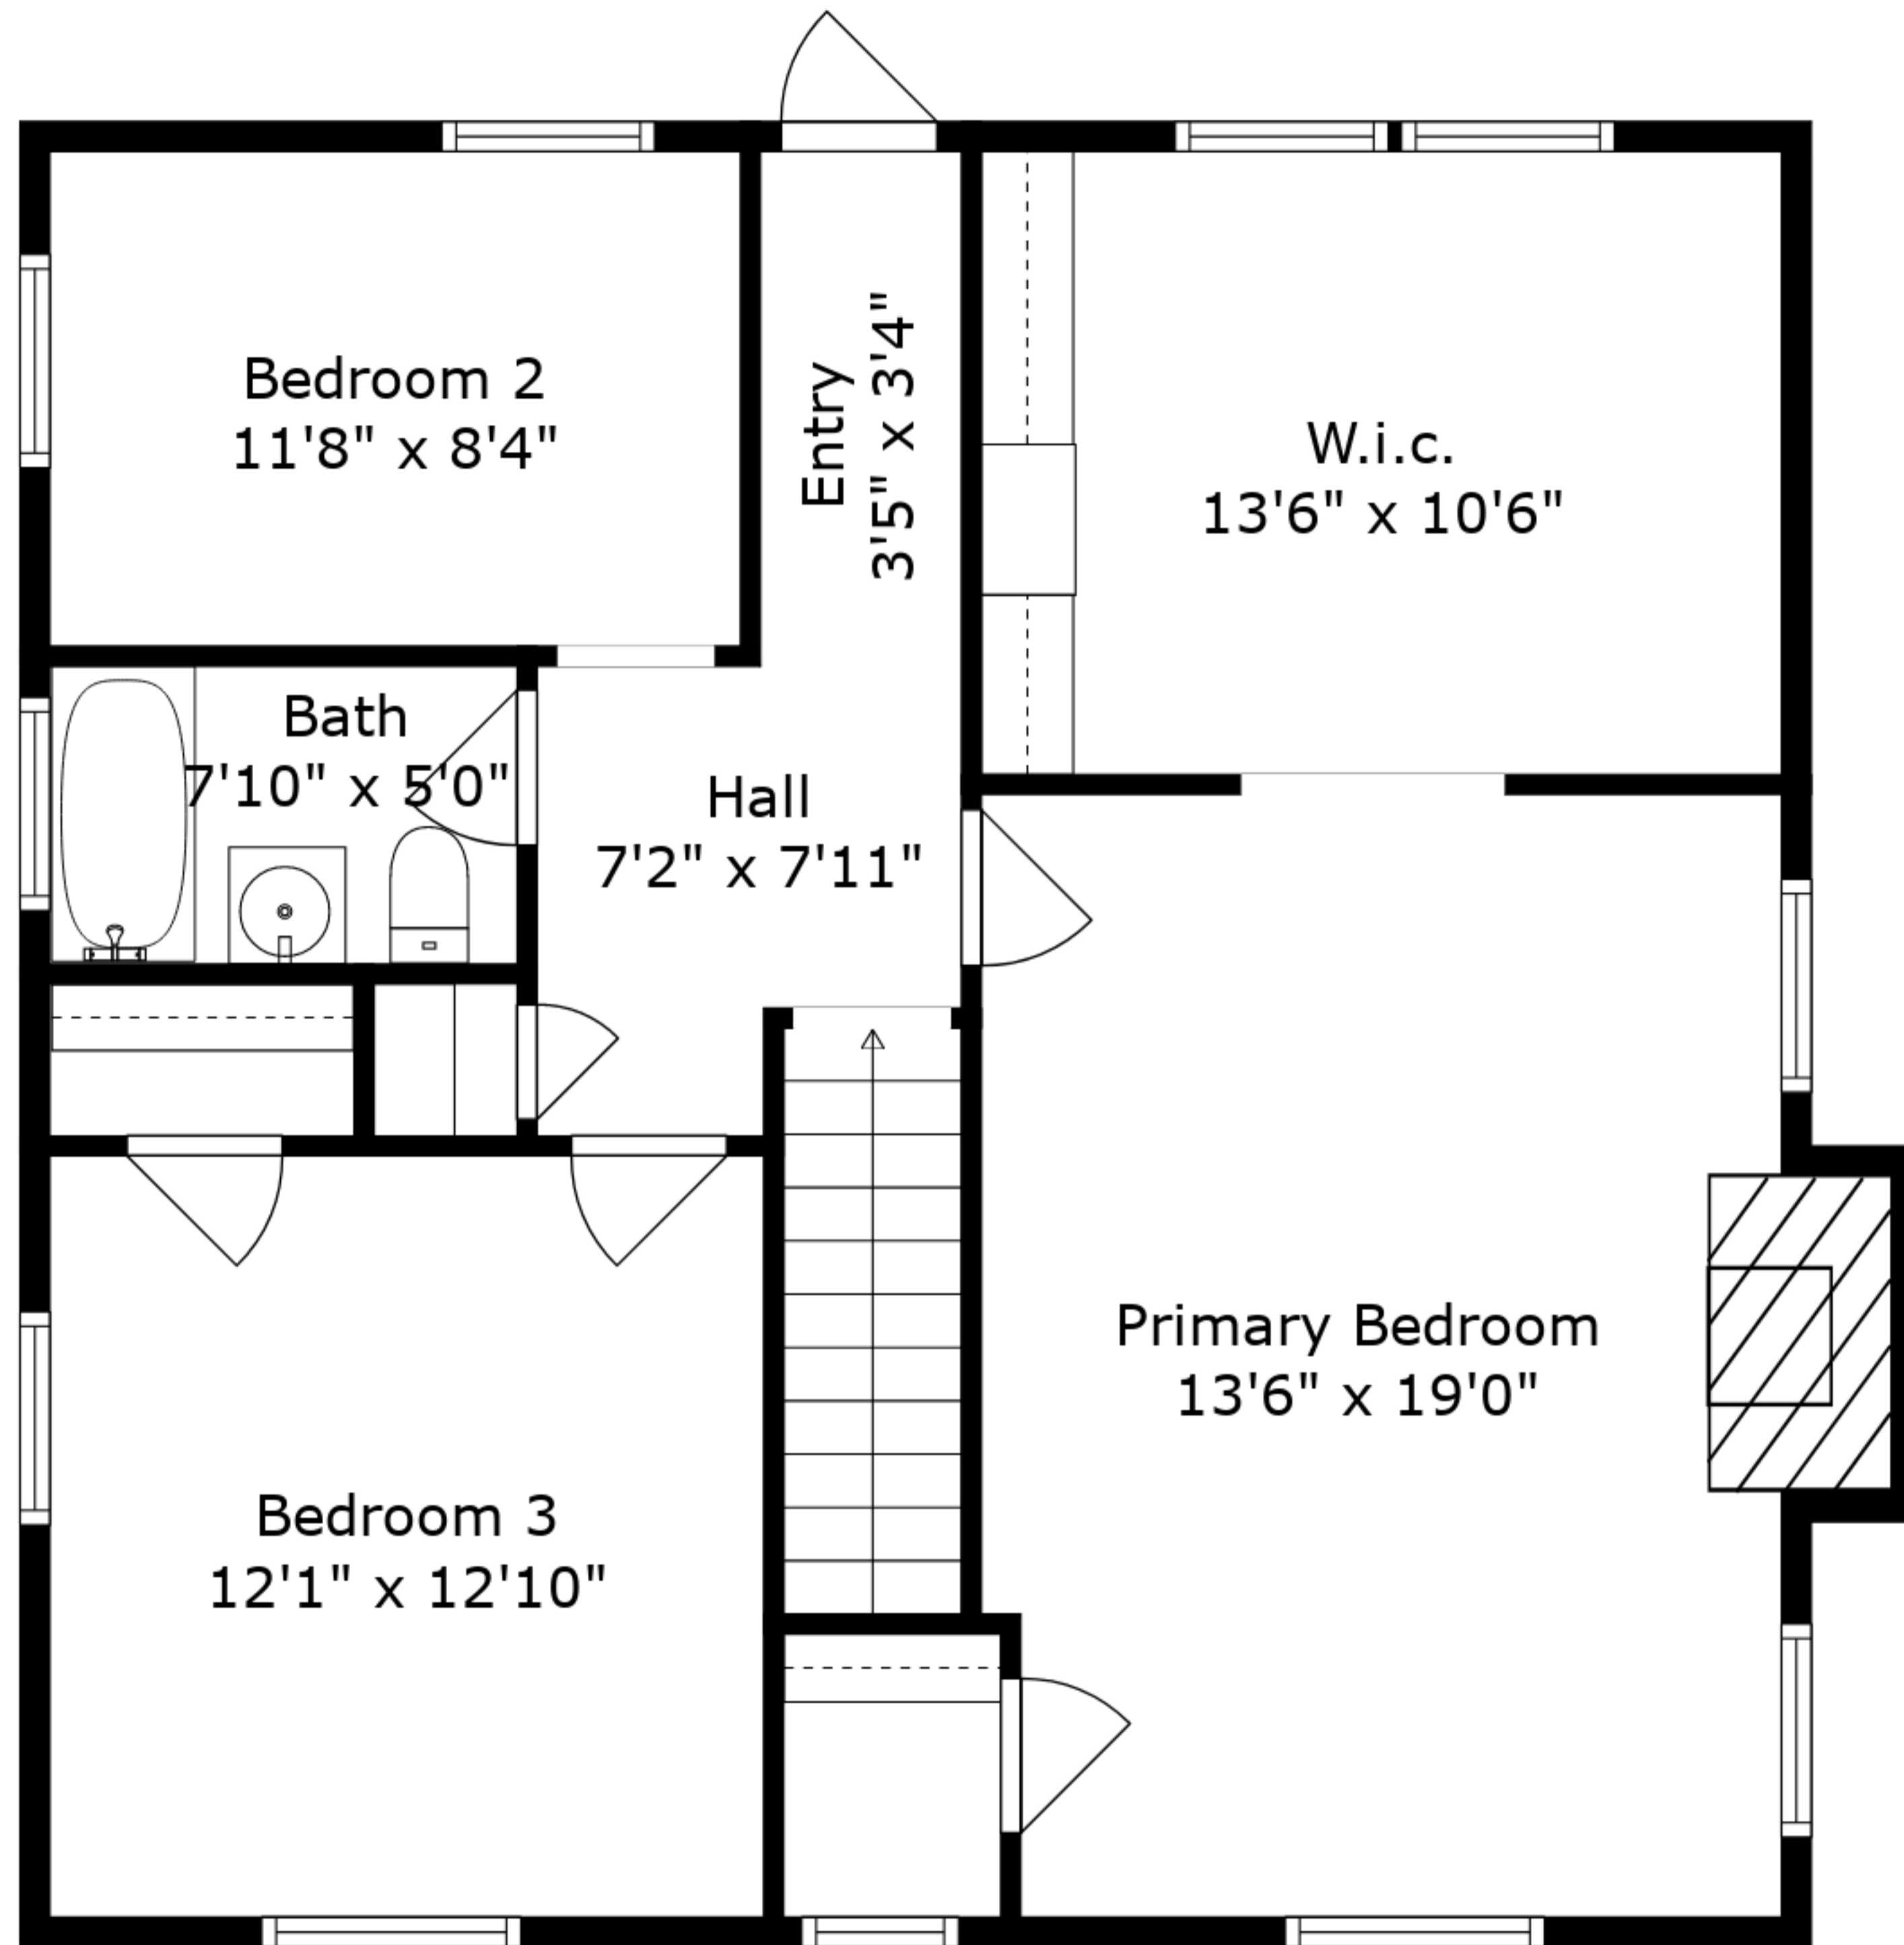 Bedroom 2
11'8" x 8'4"
Entry
3'5" x 3'4"
W.i.c.
13'6" x 10'6"
Bath
7'10" x 5'0"
Hall
7'2" x 7'11"
Primary Bedroom
13'6" x 19'0"
Bedroom 3
12'1" x 12'10"